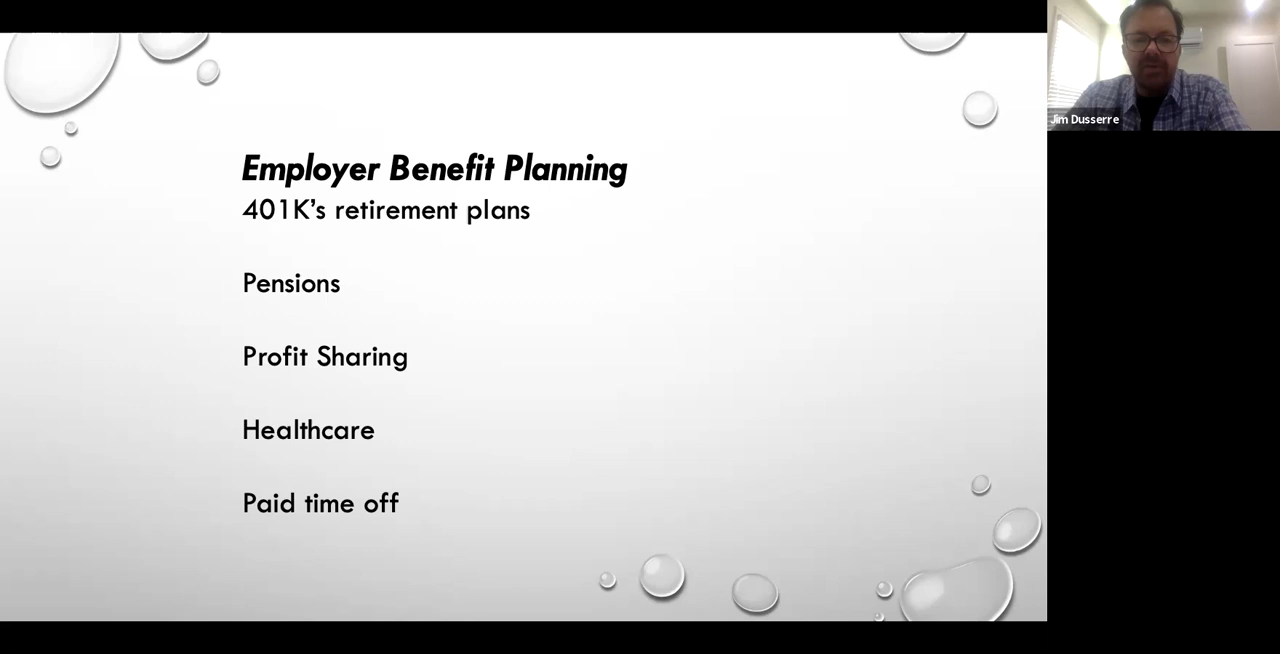 Employer Benefit Planning
401K’s retirement plans
Pensions
Profit Sharing
Healthcare
Paid time off
Jim Dusserre